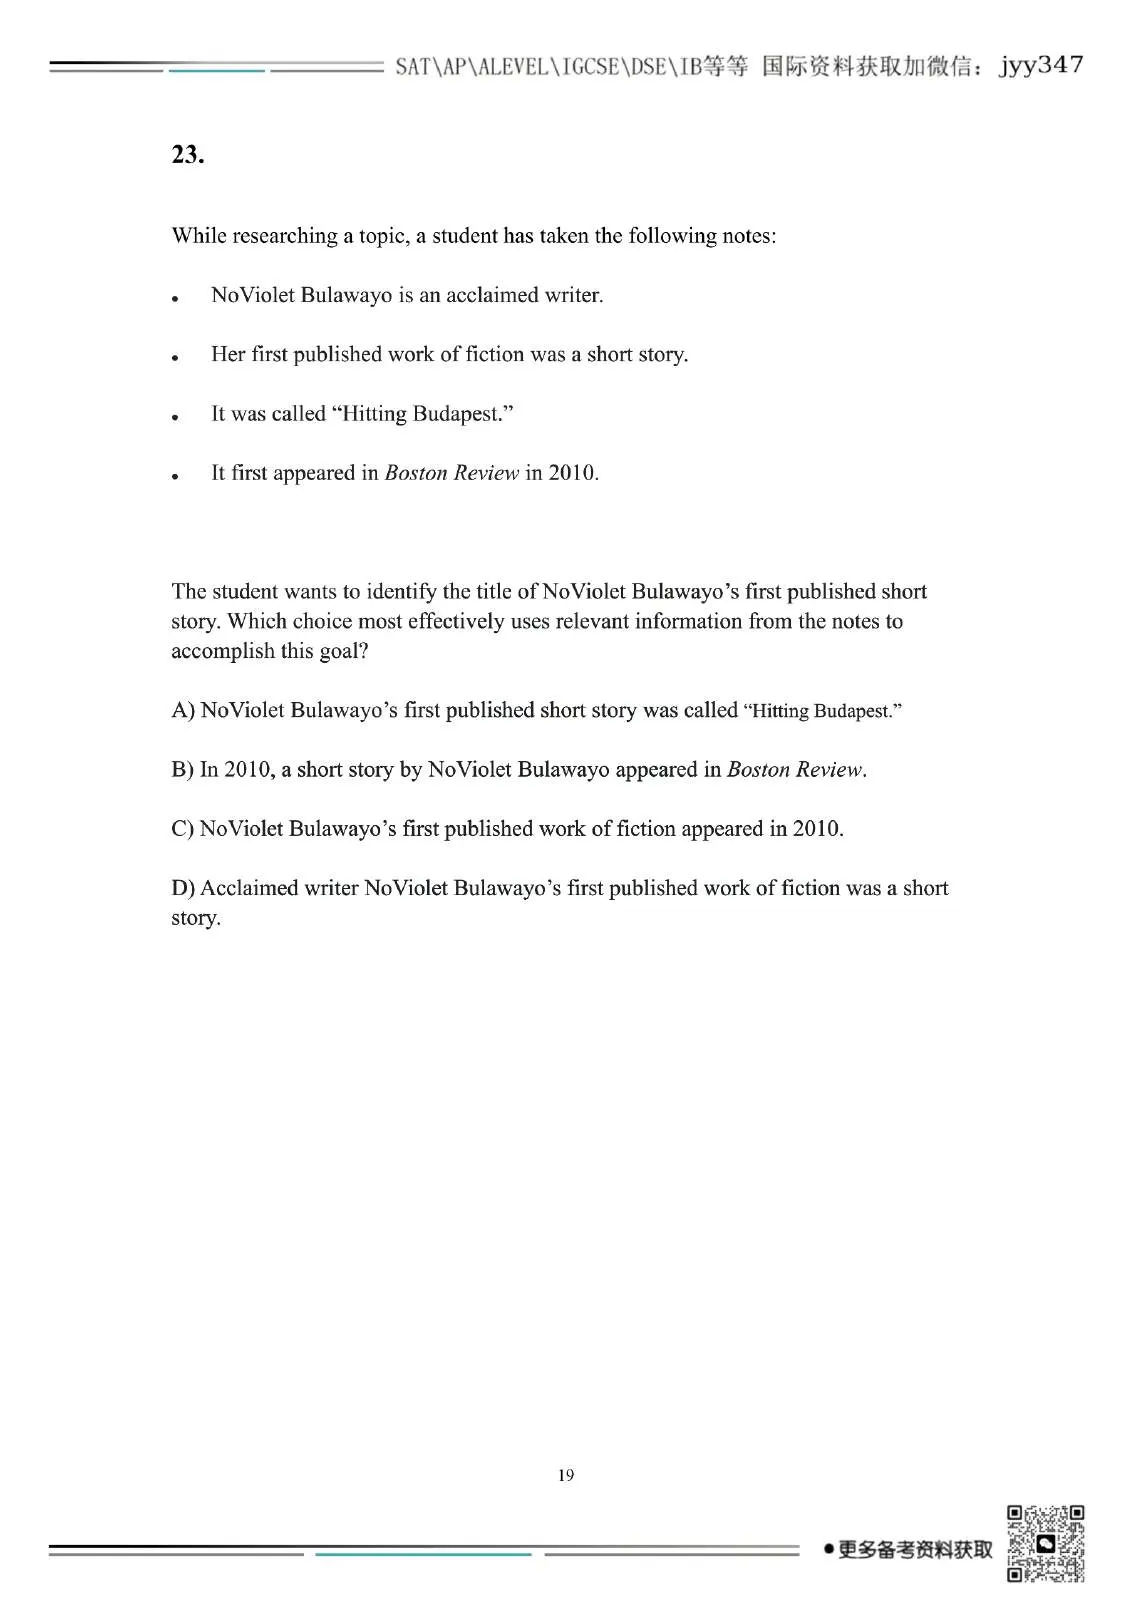 SAT\AP\ALEVEL\IGCSE\DSE\IB等等 国际资料获取加微信: jyy347
23.
While researching a topic, a student has taken the following notes:
• NoViolet Bulawayo is an acclaimed writer.
• Her first published work of fiction was a short story.
• It was called “Hitting Budapest.”
• It first appeared in Boston Review in 2010.
The student wants to identify the title of NoViolet Bulawayo’s first published short
story. Which choice most effectively uses relevant information from the notes to
accomplish this goal?
A) NoViolet Bulawayo’s first published short story was called “Hitting Budapest.”
B) In 2010, a short story by NoViolet Bulawayo appeared in Boston Review.
C) NoViolet Bulawayo’s first published work of fiction appeared in 2010.
D) Acclaimed writer NoViolet Bulawayo’s first published work of fiction was a short
story.
19
●更多备考资料获取